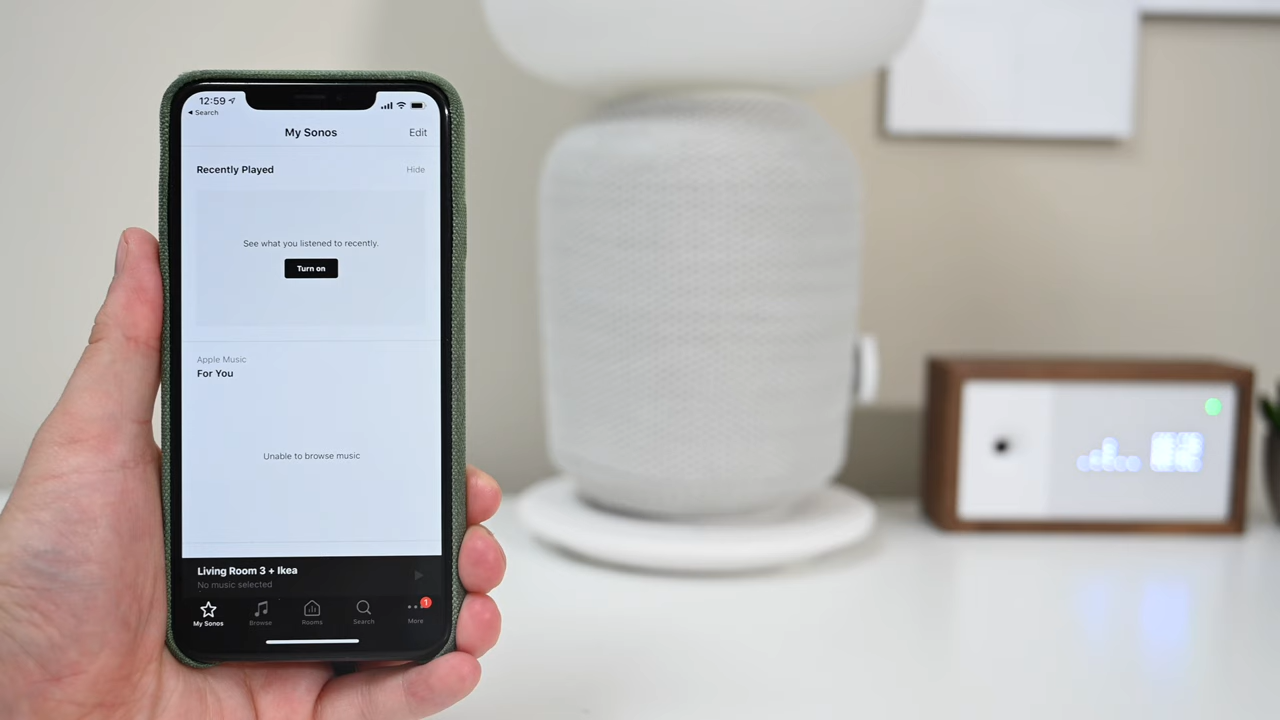 12:59
Search
My Sonos
Edit
Recently Played
Hide
See what you listened to recently.
Turn on
Apple Music
For You
Unable to browse music
Living Room 3 + Ikea
No music selected
My Sonos
Browse
Rooms
Search
More
1